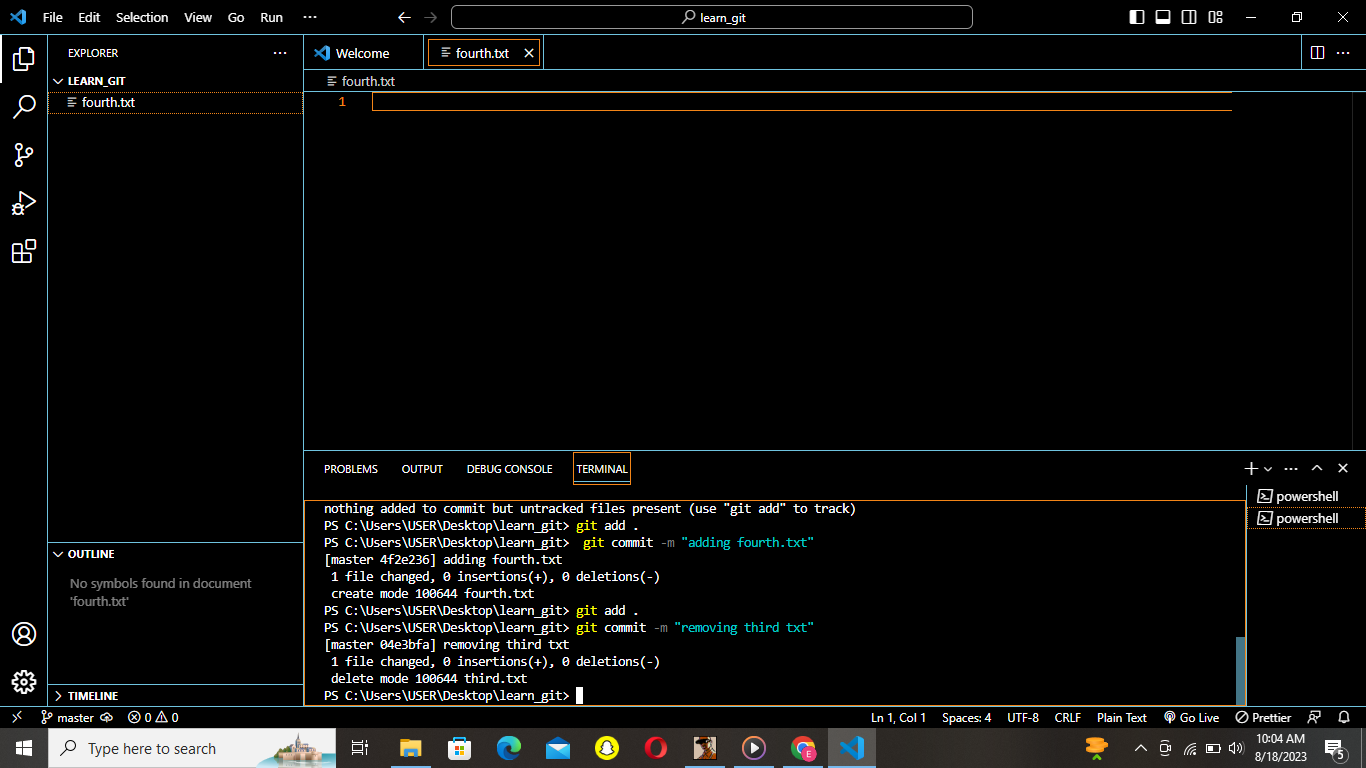 File Edit Selection View Go Run ··· learn_git
EXPLORER ···
LEARN_GIT
fourth.txt
Welcome fourth.txt
fourth.txt
1
OUTLINE
No symbols found in document
'fourth.txt'
TIMELINE
PROBLEMS OUTPUT DEBUG CONSOLE TERMINAL
powershell
powershell
nothing added to commit but untracked files present (use "git add" to track)
PS C:\Users\USER\Desktop\learn_git> git add .
PS C:\Users\USER\Desktop\learn_git>  git commit -m "adding fourth.txt"
[master 4f2e236] adding fourth.txt
 1 file changed, 0 insertions(+), 0 deletions(-)
 create mode 100644 fourth.txt
PS C:\Users\USER\Desktop\learn_git> git add .
PS C:\Users\USER\Desktop\learn_git> git commit -m "removing third txt"
[master 04e3bfa] removing third txt
 1 file changed, 0 insertions(+), 0 deletions(-)
 delete mode 100644 third.txt
PS C:\Users\USER\Desktop\learn_git>
master 0 0 Ln 1, Col 1 Spaces: 4 UTF-8 CRLF Plain Text Go Live Prettier
Type here to search
E
10:04 AM
8/18/2023
5